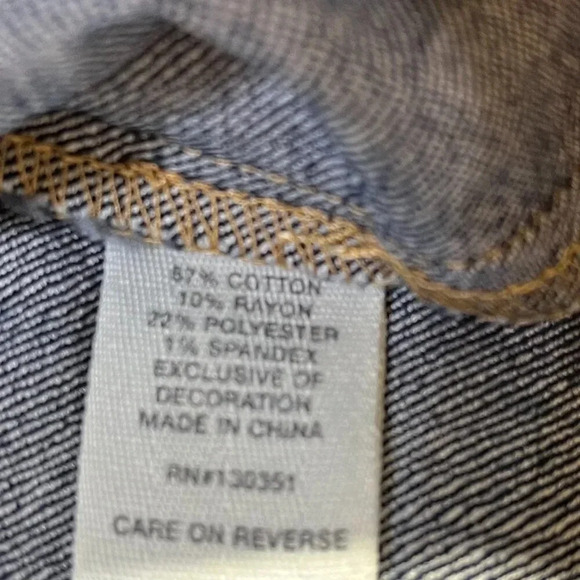 67% COTTON
10% RAYON
22% POLYESTER
1% SPANDEX
EXCLUSIVE OF
DECORATION
MADE IN CHINA
RN#130351
CARE ON REVERSE